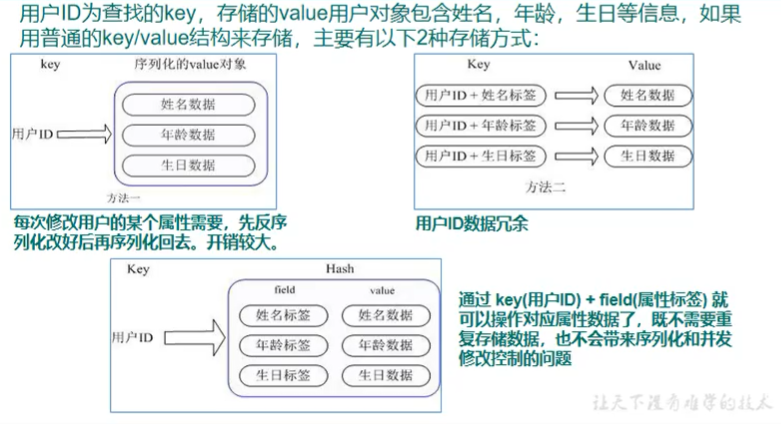 用户ID为查找的key，存储的value用户对象包含姓名，年龄，生日等信息，如果
用普通的key/value结构来存储，主要有以下2种存储方式：
key
序列化的value对象
用户ID
姓名数据
年龄数据
生日数据
方法一
Key
Value
用户ID + 姓名标签
姓名数据
用户ID + 年龄标签
年龄数据
用户ID + 生日标签
生日数据
方法二
每次修改用户的某个属性需要，先反序
列化改好后再序列化回去。开销较大。
用户ID数据冗余
Key
Hash
field
value
用户ID
姓名标签
姓名数据
年龄标签
年龄数据
生日标签
生日数据
通过 key(用户ID) + field(属性标签) 就
可以操作对应属性数据了，既不需要重
复存储数据，也不会带来序列化和并发
修改控制的问题
让天下没有难学的技术